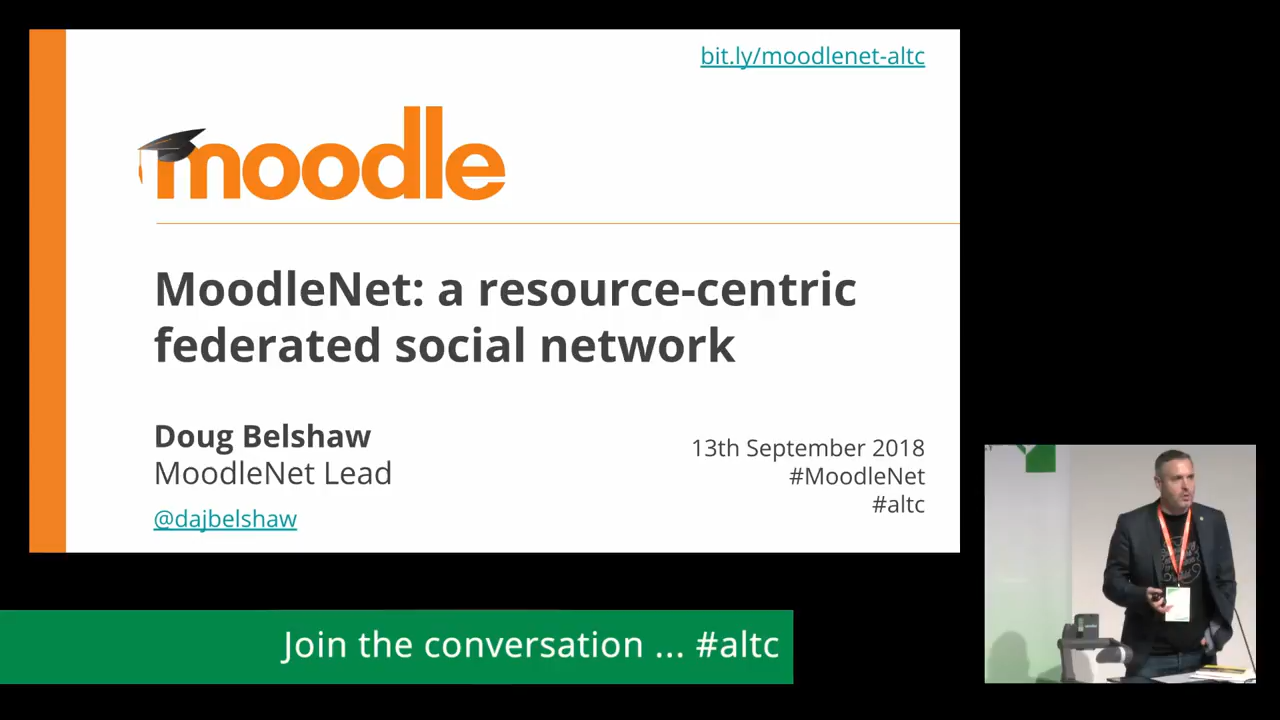 bit.ly/moodlenet-altc
moodle
MoodleNet: a resource-centric
federated social network
Doug Belshaw
MoodleNet Lead
@dajbelshaw
13th September 2018
#MoodleNet
#altc
Join the conversation ... #altc